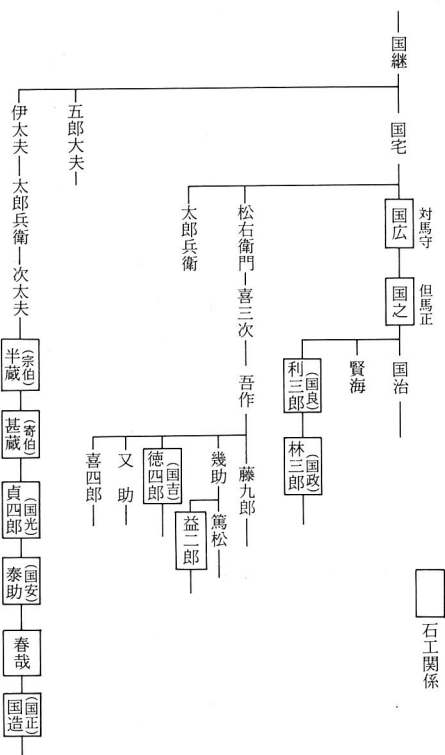 国継
国宅
対馬守
国広
但馬正
国之
国治
賢海
(国良)
利三郎
(国政)
林三郎
松右衛門
喜三次
吾作
藤九郎
幾助
篤松
益二郎
(国吉)
徳四郎
又助
喜四郎
太郎兵衛
五郎大夫
伊太夫
太郎兵衛
次太夫
(宗伯)
半蔵
(寄伯)
甚蔵
(国光)
貞四郎
(国安)
泰助
春哉
(国正)
国造
石工関係